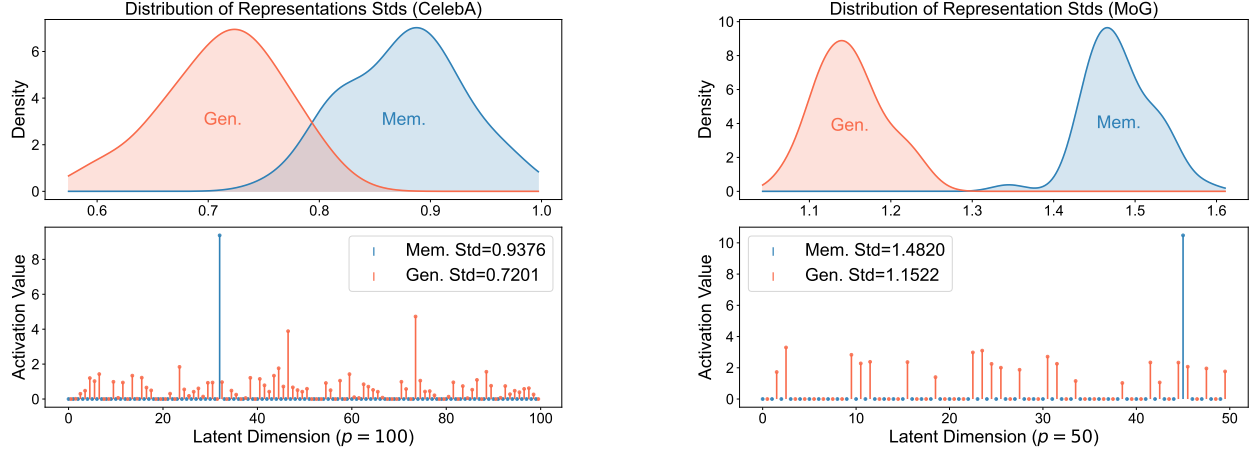 Distribution of Representations Stds (CelebA)
Density
6
4
2
0
Gen.
Mem.
0.6 0.7 0.8 0.9 1.0
Activation Value
8
6
4
2
0
Mem. Std=0.9376
Gen. Std=0.7201
0 20 40 60 80 100
Latent Dimension (p = 100)
Distribution of Representation Stds (MoG)
Density
10
8
6
4
2
0
Gen.
Mem.
1.1 1.2 1.3 1.4 1.5 1.6
Activation Value
10
8
6
4
2
0
Mem. Std=1.4820
Gen. Std=1.1522
0 10 20 30 40 50
Latent Dimension (p = 50)